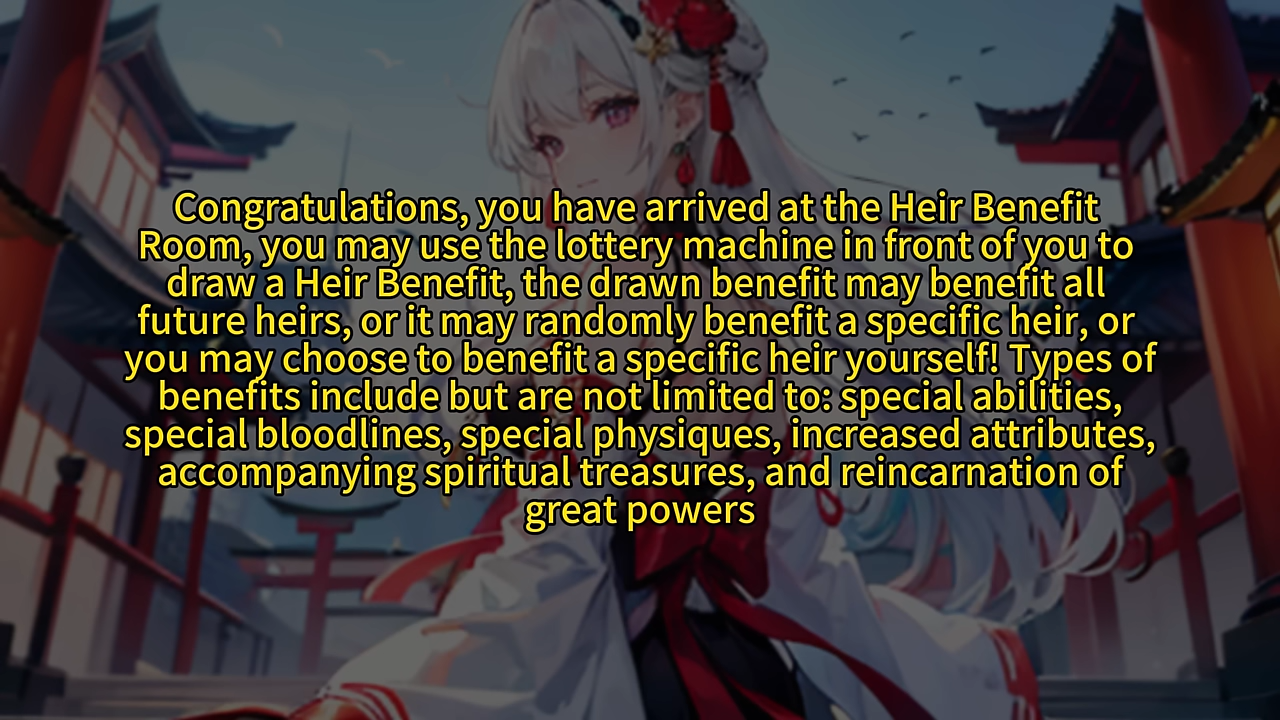 Congratulations, you have arrived at the Heir Benefit
Room, you may use the lottery machine in front of you to
draw a Heir Benefit, the drawn benefit may benefit all
future heirs, or it may randomly benefit a specific heir, or
you may choose to benefit a specific heir yourself! Types of
benefits include but are not limited to: special abilities,
special bloodlines, special physiques, increased attributes,
accompanying spiritual treasures, and reincarnation of
great powers